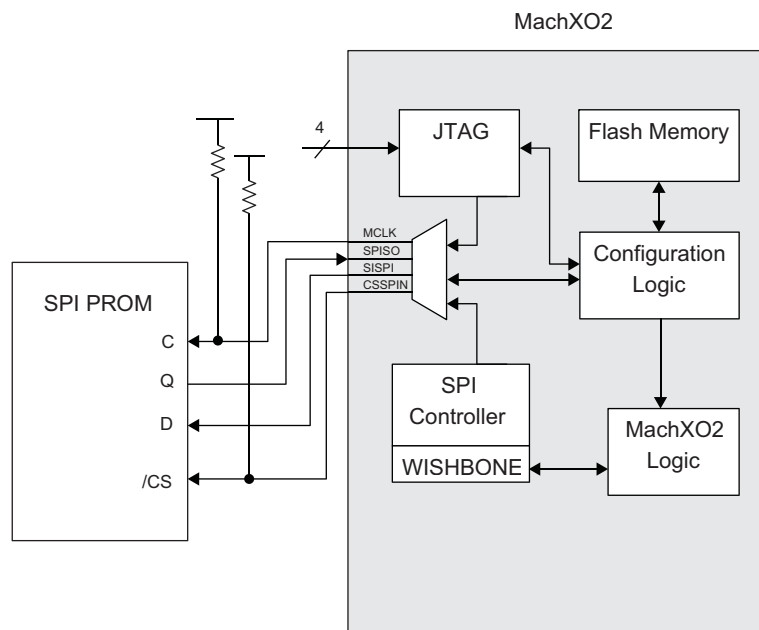 MachXO2
4
JTAG
Flash Memory
MCLK
SPISO
SISPI
CSSPIN
Configuration
Logic
SPI PROM
C
Q
D
/CS
SPI
Controller
WISHBONE
MachXO2
Logic